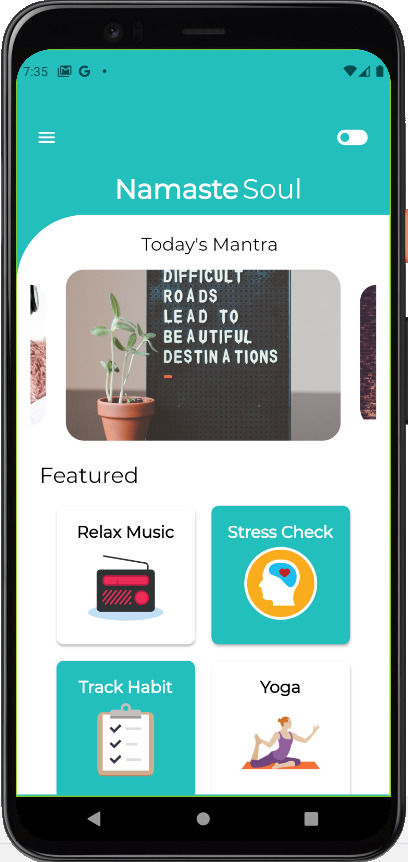 7:35
Namaste Soul
Today's Mantra
DIFFICULT
ROADS
LEAD TO
BEAUTIFUL
DESTINATIONS
Featured
Relax Music
Stress Check
Track Habit
Yoga